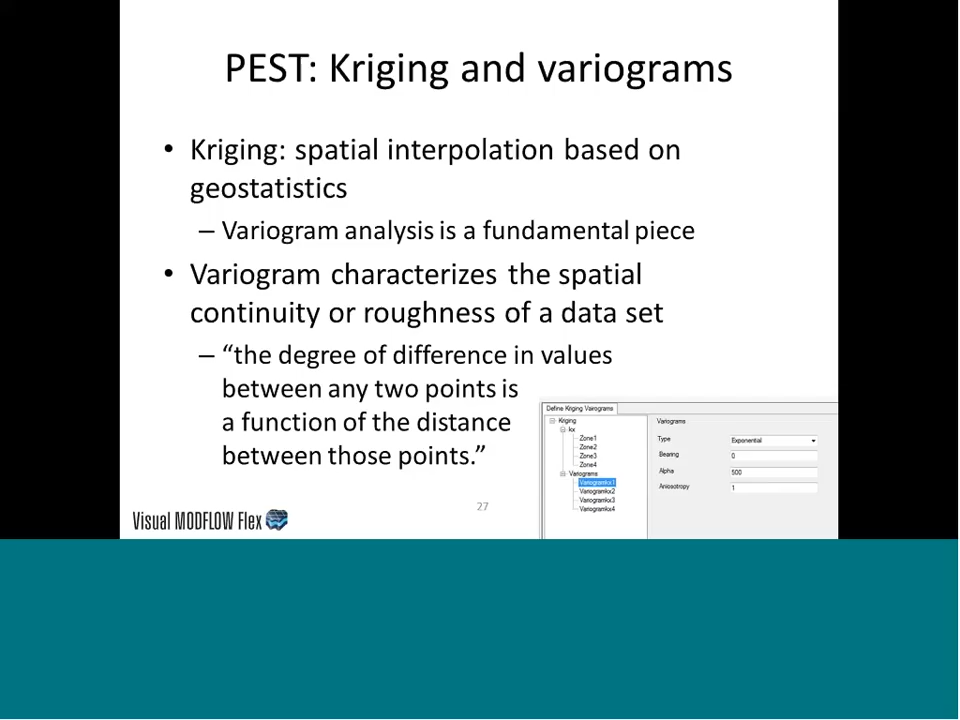 PEST: Kriging and variograms
• Kriging: spatial interpolation based on
geostatistics
– Variogram analysis is a fundamental piece
• Variogram characterizes the spatial
continuity or roughness of a data set
– “the degree of difference in values
between any two points is
a function of the distance
between those points.”
Define Kriging Variograms
Kriging
kx
Zone1
Zone2
Zone3
Zone4
Variograms
Variogramkx1
Variogramkx2
Variogramkx3
Variogramkx4
Variograms
Type Exponential
Bearing 0
Alpha 500
Anisotropy 1
27
Visual MODFLOW Flex